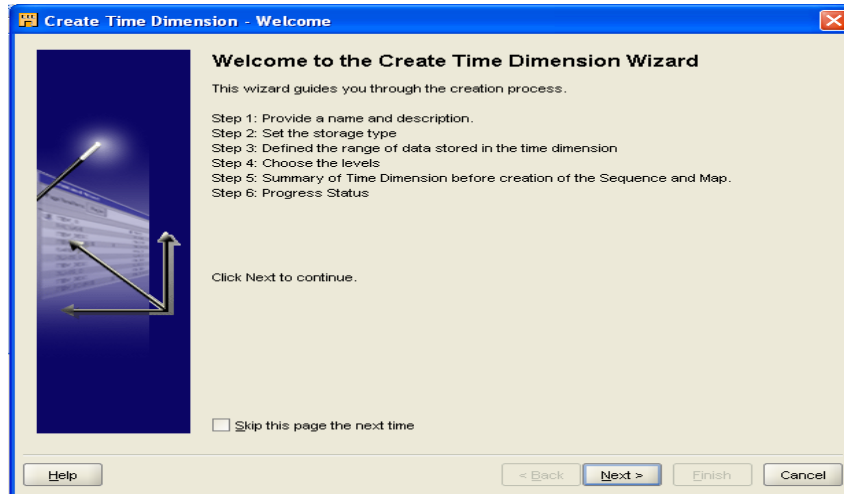 Create Time Dimension - Welcome
Welcome to the Create Time Dimension Wizard
This wizard guides you through the creation process.
Step 1: Provide a name and description.
Step 2: Set the storage type
Step 3: Defined the range of data stored in the time dimension
Step 4: Choose the levels
Step 5: Summary of Time Dimension before creation of the Sequence and Map.
Step 6: Progress Status
Click Next to continue.
Skip this page the next time
Help < Back Next > Finish Cancel